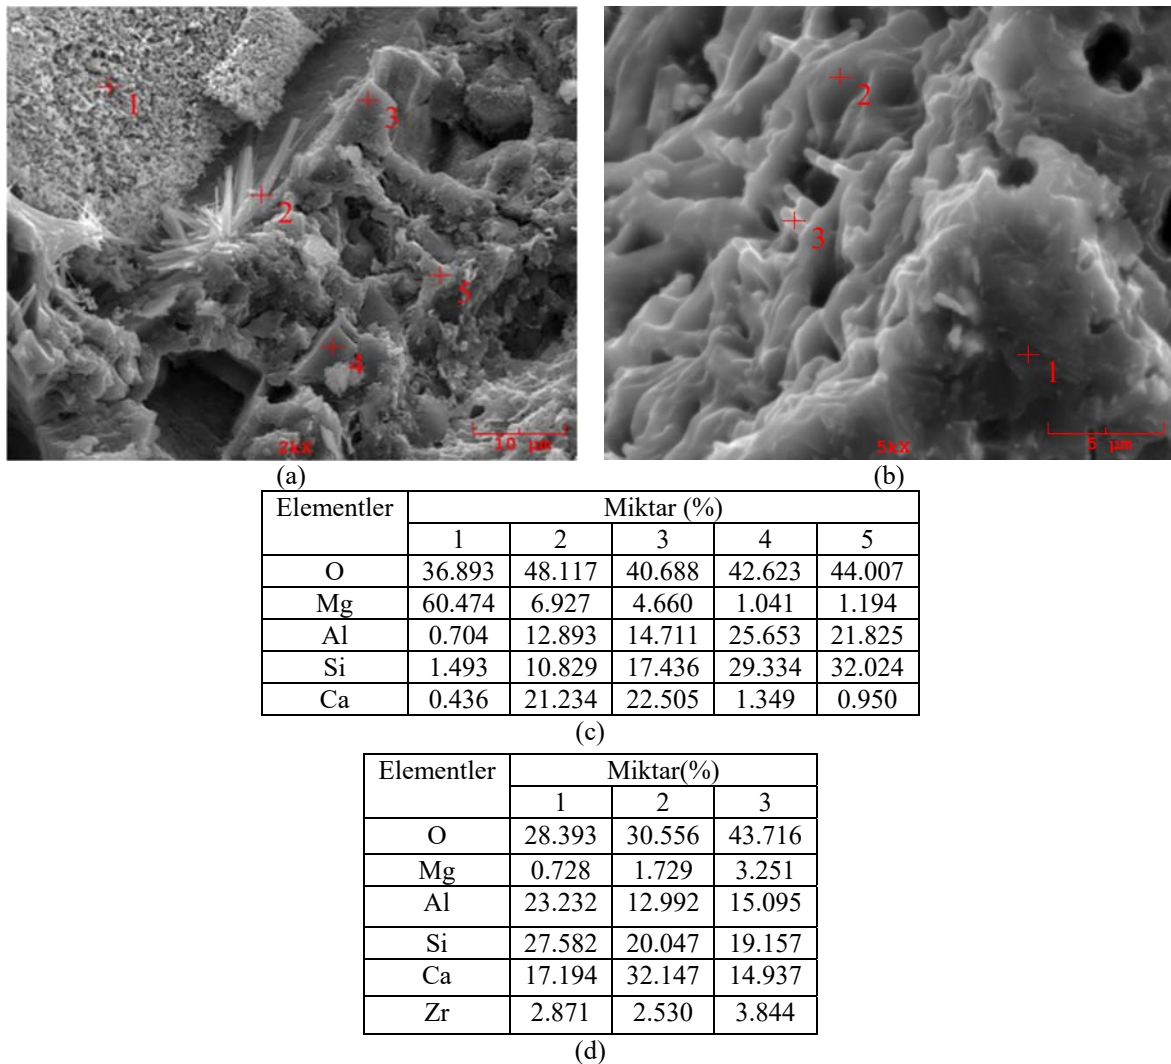 1
2
3
4
5
2kX
10 µm
2
3
1
5kX
5 µm
(a) (b)
Elementler Miktar (%)
1 2 3 4 5
O 36.893 48.117 40.688 42.623 44.007
Mg 60.474 6.927 4.660 1.041 1.194
Al 0.704 12.893 14.711 25.653 21.825
Si 1.493 10.829 17.436 29.334 32.024
Ca 0.436 21.234 22.505 1.349 0.950
(c)
Elementler Miktar(%)
1 2 3
O 28.393 30.556 43.716
Mg 0.728 1.729 3.251
Al 23.232 12.992 15.095
Si 27.582 20.047 19.157
Ca 17.194 32.147 14.937
Zr 2.871 2.530 3.844
(d)